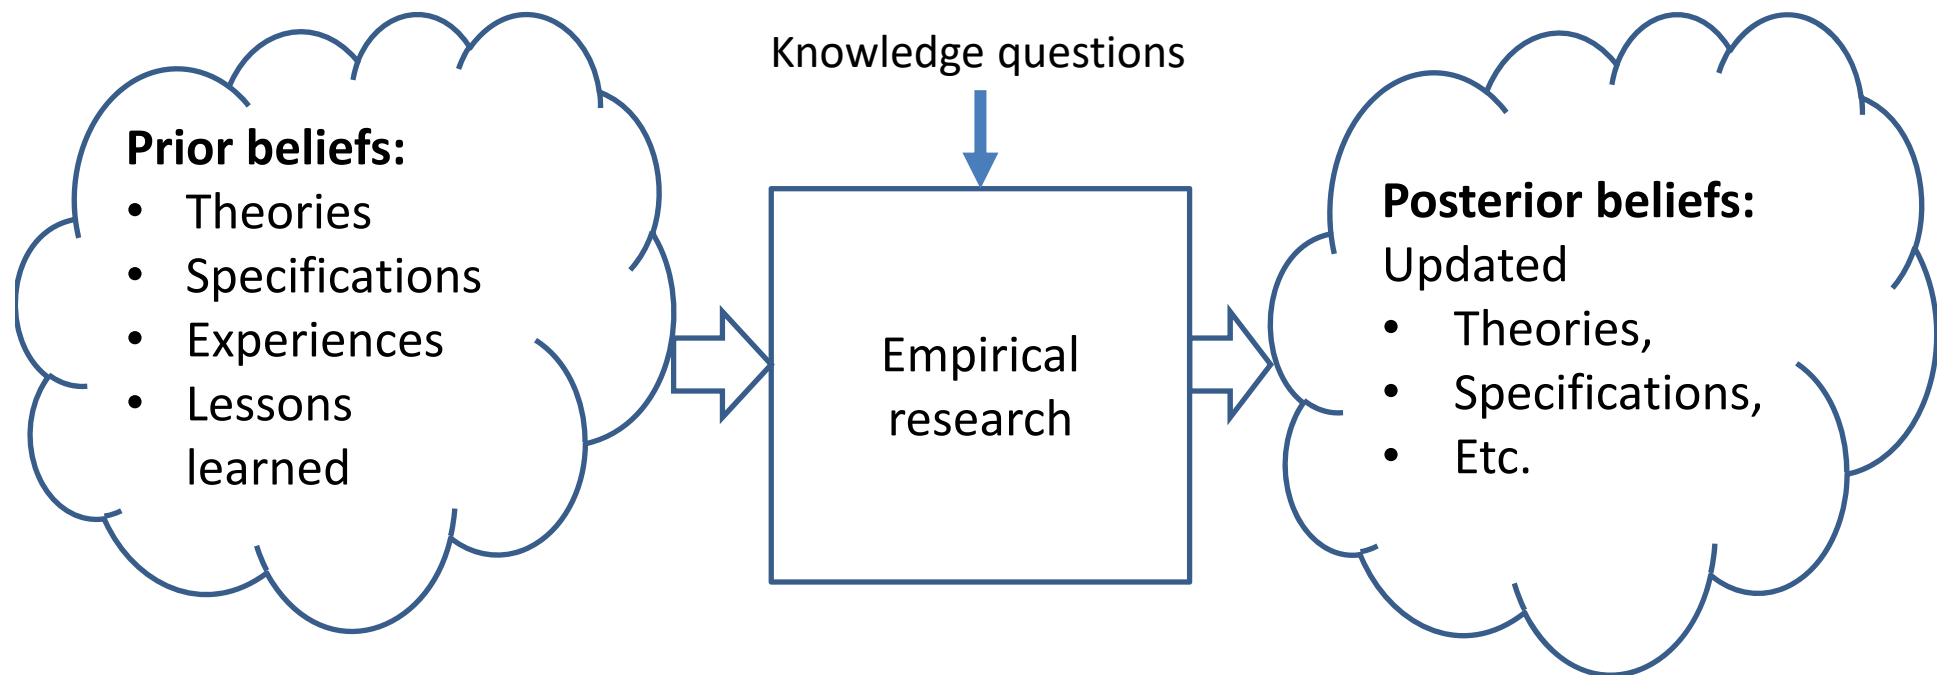 Knowledge questions
Prior beliefs:
• Theories
• Specifications
• Experiences
• Lessons
learned
Empirical
research
Posterior beliefs:
Updated
• Theories,
• Specifications,
• Etc.